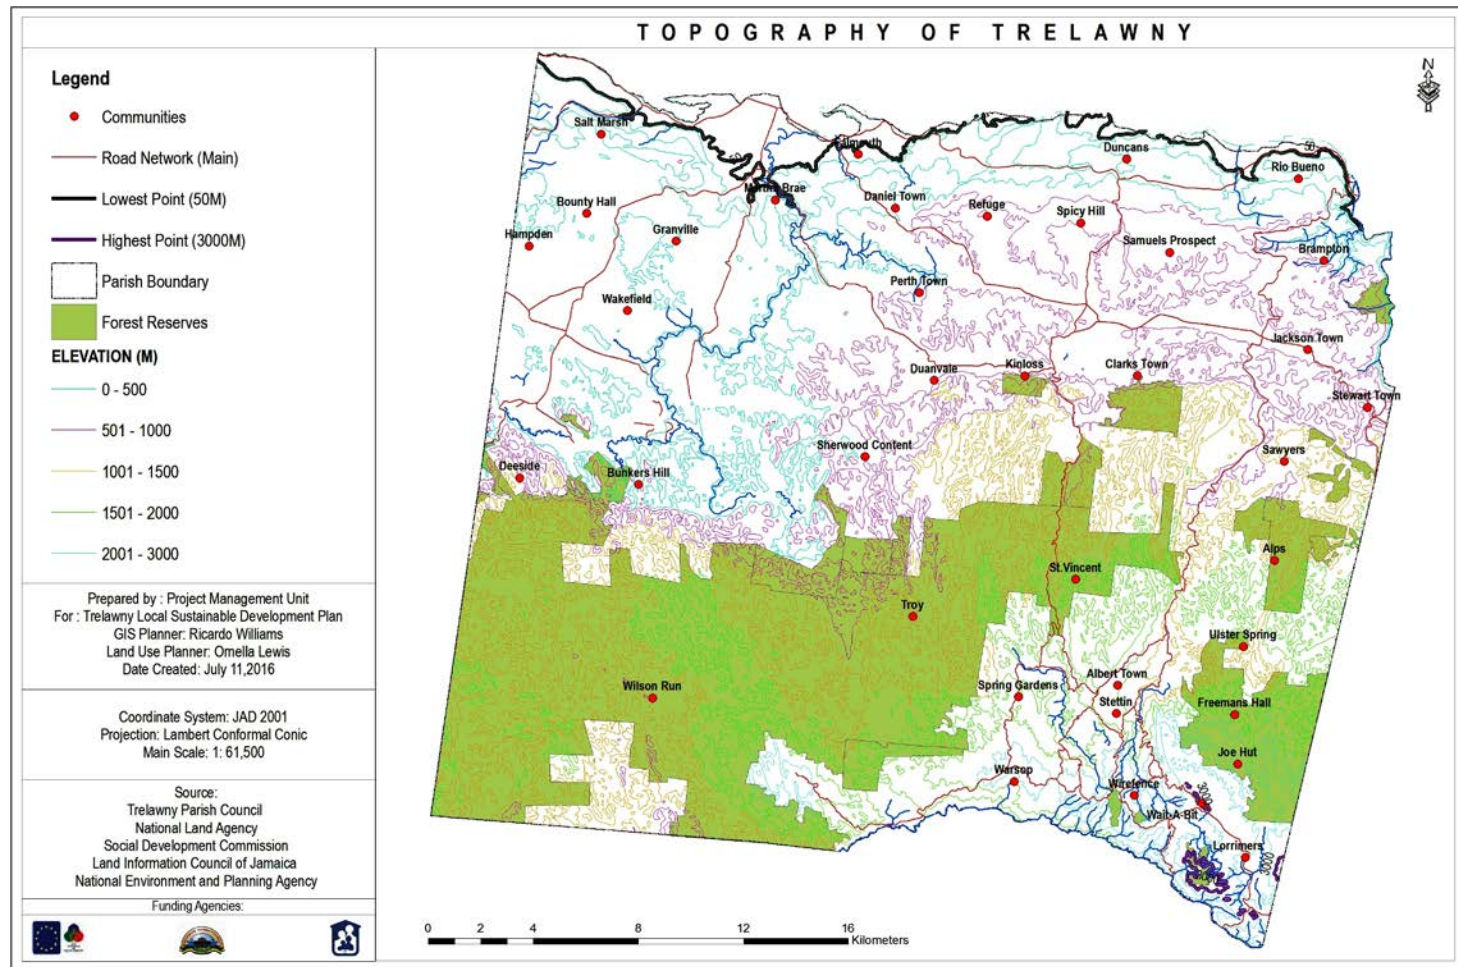 TOPOGRAPHY OF TRELAWNY
Legend
Communities
Road Network (Main)
Lowest Point (50M)
Highest Point (3000M)
Parish Boundary
Forest Reserves
ELEVATION (M)
0 - 500
501 - 1000
1001 - 1500
1501 - 2000
2001 - 3000
Prepared by : Project Management Unit
For : Trelawny Local Sustainable Development Plan
GIS Planner: Ricardo Williams
Land Use Planner: Ornella Lewis
Date Created: July 11,2016
Coordinate System: JAD 2001
Projection: Lambert Conformal Conic
Main Scale: 1: 61,500
Source:
Trelawny Parish Council
National Land Agency
Social Development Commission
Land Information Council of Jamaica
National Environment and Planning Agency
Funding Agencies:
N
Salt Marsh
Falmouth
Duncans
50
Rio Bueno
Martha Brae
Daniel Town
Refuge
Spicy Hill
Bounty Hall
Hampden
Granville
Samuels Prospect
Brampton
Perth Town
Wakefield
Jackson Town
Duanvale
Kinloss
Clarks Town
Stewart Town
Sherwood Content
Sawyers
Deeside
Bunkers Hill
Alps
St.Vincent
Troy
Ulster Spring
Wilson Run
Spring Gardens
Albert Town
Stettin
Freemans Hall
Joe Hut
Warsop
Wirefence
3000
Wait-A-Bit
Lorrimers
3000
0 2 4 8 12 16
Kilometers